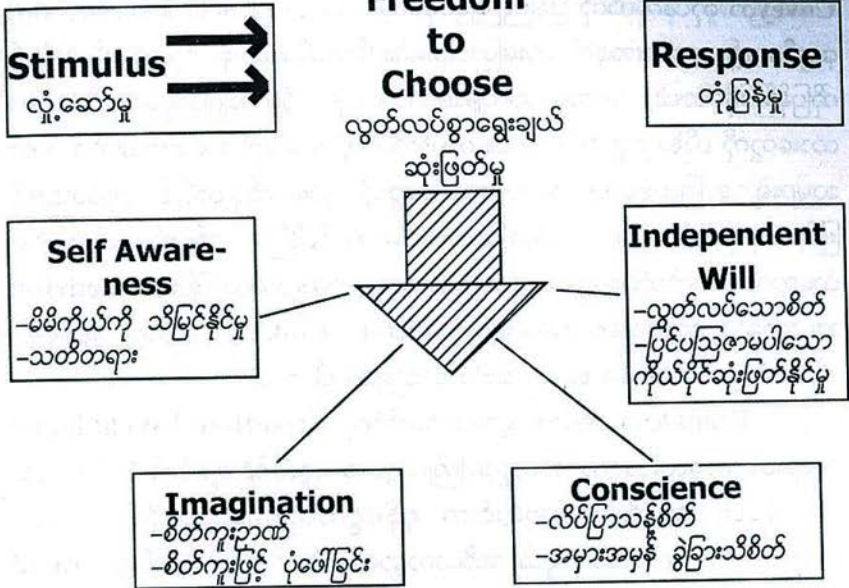 Freedom
to
Choose
လွတ်လပ်စွာရွေးချယ်
ဆုံးဖြတ်မှု
Stimulus
လှုံ့ဆော်မှု
Response
တုံ့ပြန်မှု
Self Aware-
ness
-မိမိကိုယ်ကို သိမြင်နိုင်မှု
-သတိတရား
Independent
Will
-လွတ်လပ်သောစိတ်
-ပြင်ပဩဇာမပါသော
ကိုယ်ပိုင်ဆုံးဖြတ်နိုင်မှု
Imagination
-စိတ်ကူးဉာဏ်
-စိတ်ကူးဖြင့် ပုံဖေါ်ခြင်း
Conscience
-လိပ်ပြာသန့်စိတ်
-အမှားအမှန် ခွဲခြားသိစိတ်